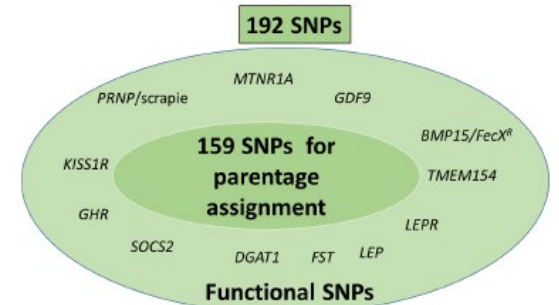 192 SNPs
MTNR1A
PRNP/scrapie
GDF9
BMP15/FecXᴿ
159 SNPs for
parentage
assignment
KISS1R
TMEM154
GHR
LEPR
SOCS2
DGAT1
FST
LEP
Functional SNPs